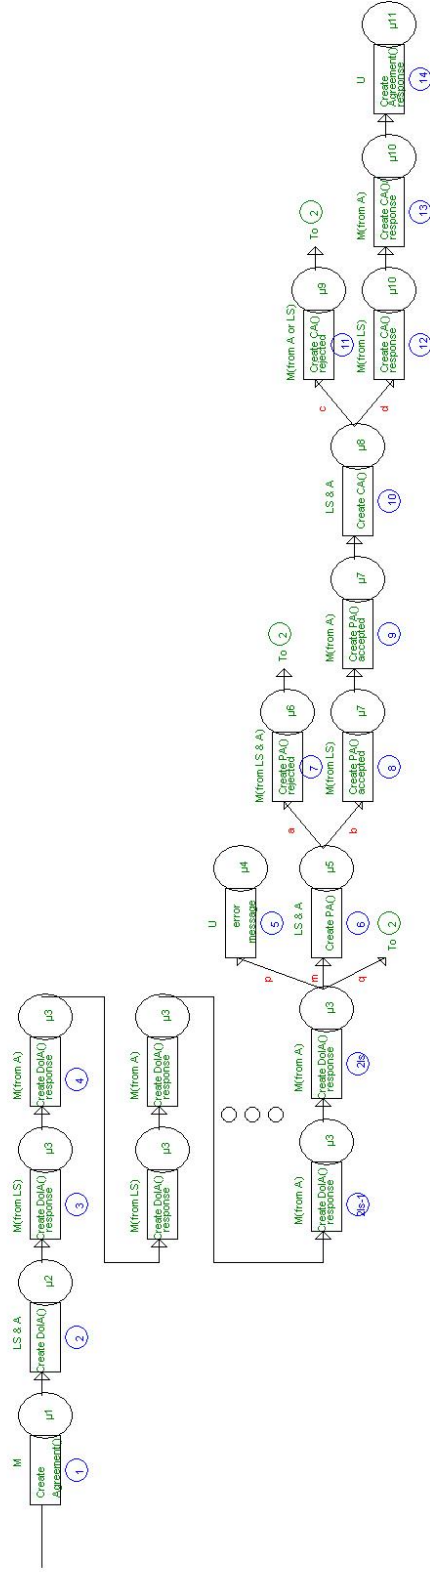 M
Create
Agreement()
μ1
1
LS & A
Create DoIA()
μ2
2
M(from LS)
Create DoIA()
response
μ3
3
M(from A)
Create DoIA()
response
μ3
4
M(from LS)
Create DoIA()
response
μ3
M(from A)
Create DoIA()
response
μ3
M(from A)
Create DoIA()
response
μ3
2ls-1
M(from A)
Create DoIA()
response
μ3
2ls
p
m
q
To 2
U
error
message
μ4
5
LS & A
Create PA()
μ5
6
a
b
M(from LS & A)
Create PA()
rejected
μ6
7
To 2
M(from LS)
Create PA()
accepted
μ7
8
M(from A)
Create PA()
accepted
μ7
9
LS & A
Create CA()
μ8
10
c
d
M(from A or LS)
Create CA()
rejected
μ9
11
To 2
M(from LS)
Create CA()
response
μ10
12
M(from A)
Create CA()
response
μ10
13
U
Create
Agreement()
response
μ11
14